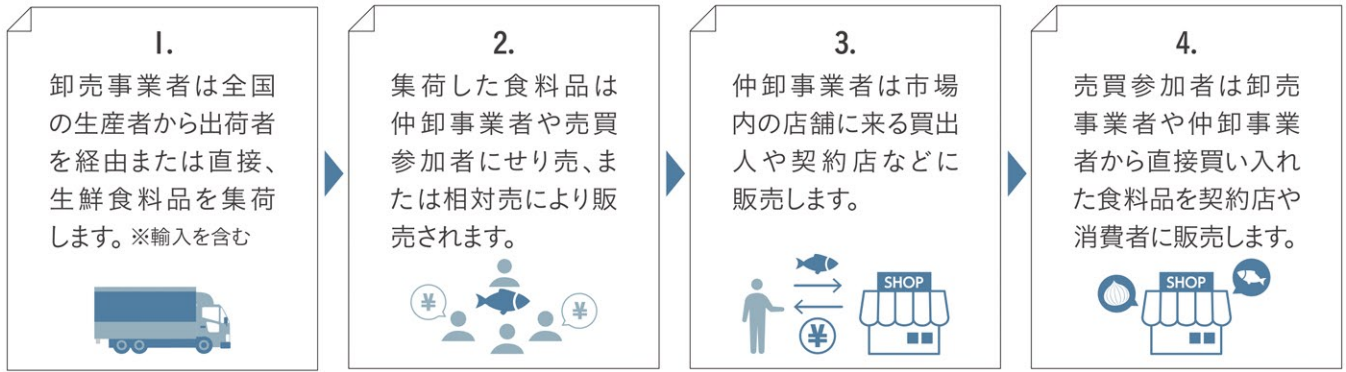 1.
卸売事業者は全国
の生産者から出荷者
を経由または直接、
生鮮食料品を集荷
します。※輸入を含む
2.
集荷した食料品は
仲卸事業者や売買
参加者にせり売、ま
たは相対売により販
売されます。
¥
¥
3.
仲卸事業者は市場
内の店舗に来る買出
人や契約店などに
販売します。
SHOP
¥
4.
売買参加者は卸売
事業者や仲卸事業
者から直接買い入れ
た食料品を契約店や
消費者に販売します。
SHOP